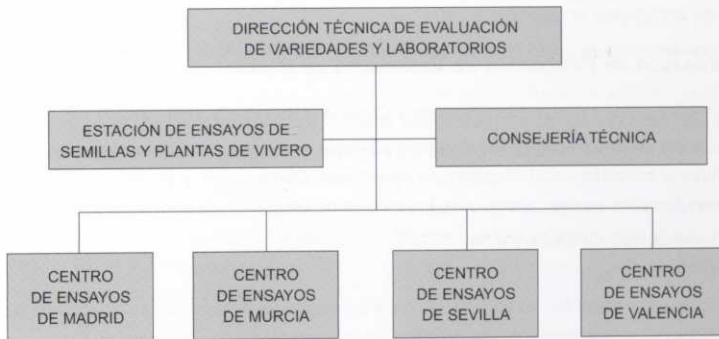 DIRECCIÓN TÉCNICA DE EVALUACIÓN
DE VARIEDADES Y LABORATORIOS
ESTACIÓN DE ENSAYOS DE
SEMILLAS Y PLANTAS DE VIVERO
CONSEJERÍA TÉCNICA
CENTRO
DE ENSAYOS
DE MADRID
CENTRO
DE ENSAYOS
DE MURCIA
CENTRO
DE ENSAYOS
DE SEVILLA
CENTRO
DE ENSAYOS
DE VALENCIA